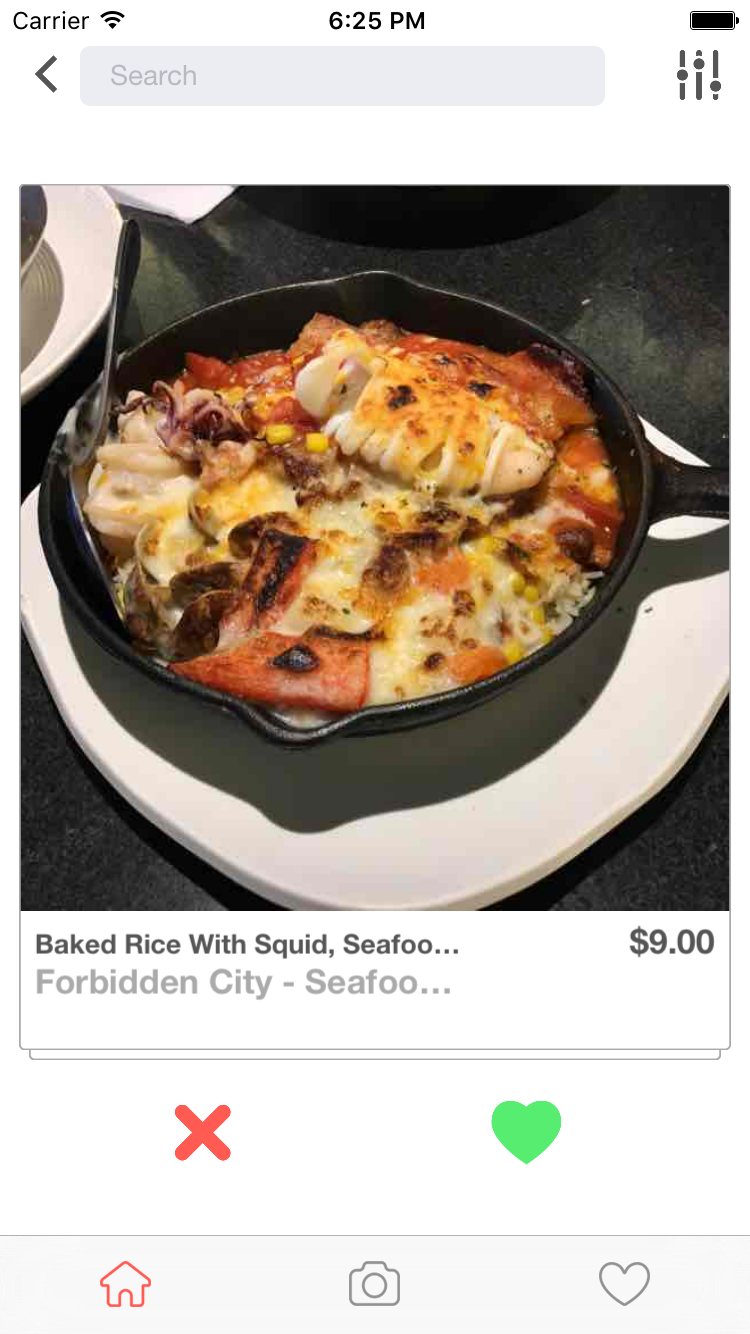 Carrier 6:25 PM
Search
Baked Rice With Squid, Seafoo... $9.00
Forbidden City - Seafoo...